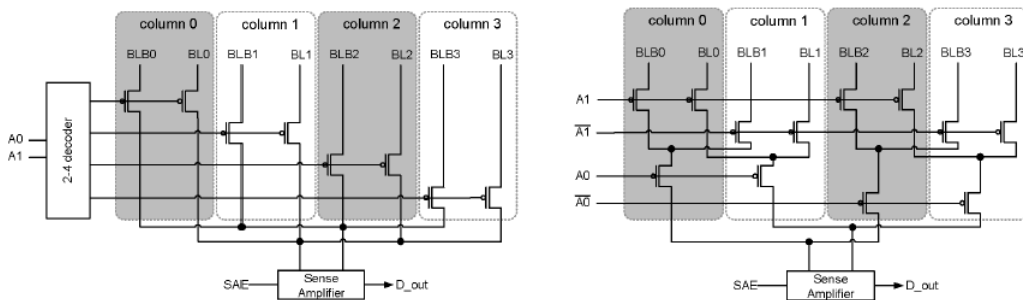 column 0 column 1 column 2 column 3
BLB0 BL0 BLB1 BL1 BLB2 BL2 BLB3 BL3
A0
A1
2-4 decoder
SAE
Sense
Amplifier
D_out
column 0 column 1 column 2 column 3
BLB0 BL0 BLB1 BL1 BLB2 BL2 BLB3 BL3
A1
A̅1̅
A0
A̅0̅
SAE
Sense
Amplifier
D_out